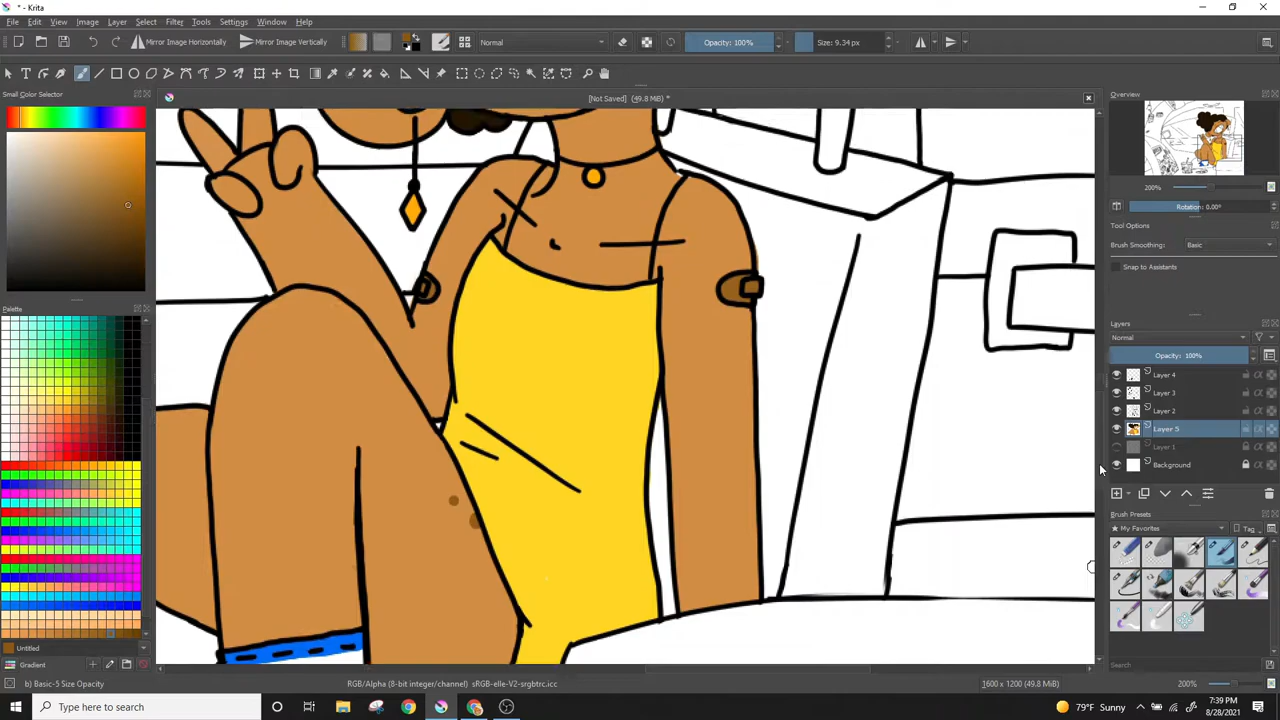 * - Krita
File Edit View Image Layer Select Filter Tools Settings Window Help
Mirror Image Horizontally Mirror Image Vertically Normal Opacity: 100% Size: 9.34 px
Small Color Selector
[Not Saved] (49.8 MiB) *
Overview
200%
Rotation: 0.00°
Tool Options
Brush Smoothing: Basic
Snap to Assistants
Palette
Layers
Normal
Opacity: 100%
Layer 4
Layer 3
Layer 2
Layer 5
Layer 1
Background
Brush Presets
My Favorites Tag
Untitled
Gradient
Search
b) Basic-5 Size Opacity
RGB/Alpha (8-bit integer/channel) sRGB-elle-V2-srgbtrc.icc
1600 x 1200 (49.8 MiB)
200%
Type here to search
79°F Sunny
7:39 PM
8/28/2021